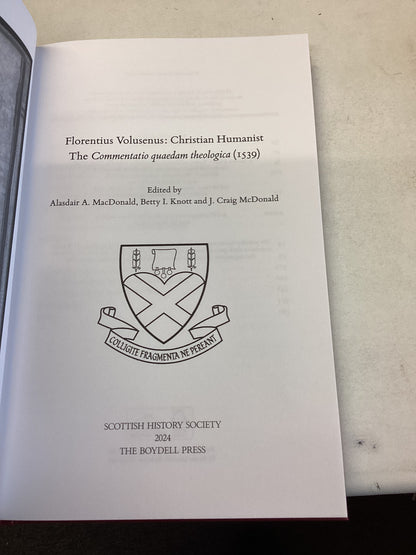 Florentius Volusenus: Christian Humanist
The Commentatio quaedam theologica (1539)
Edited by
Alasdair A. MacDonald, Betty I. Knott and J. Craig McDonald
COLLIGITE FRAGMENTA NE PEREANT
SCOTTISH HISTORY SOCIETY
2024
THE BOYDELL PRESS